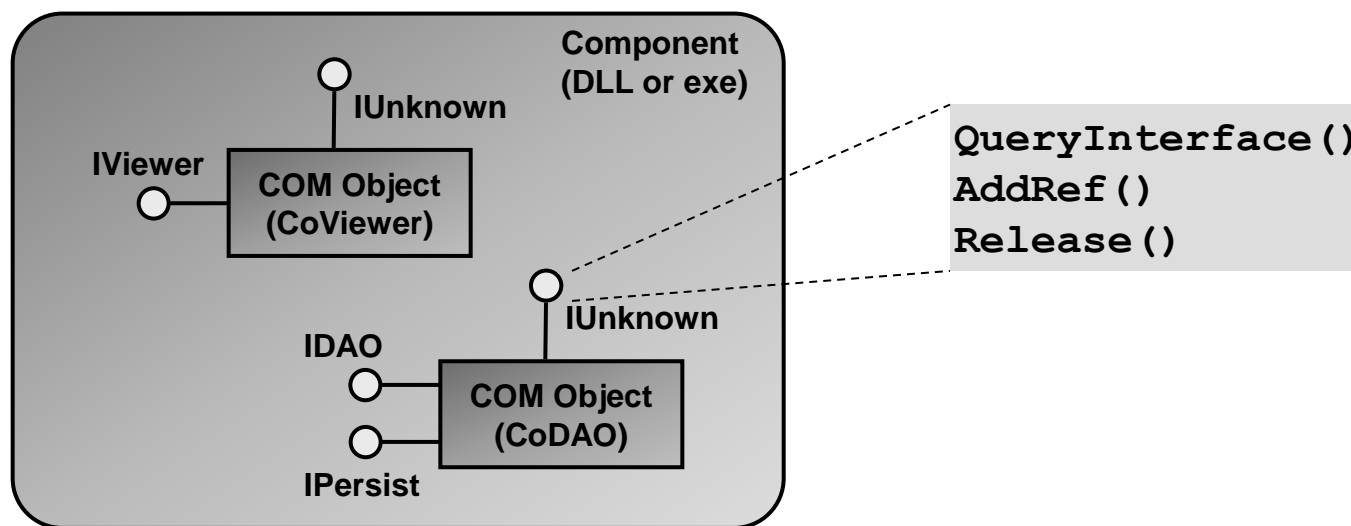 Component
(DLL or exe)
IUnknown
IViewer
COM Object
(CoViewer)
QueryInterface()
AddRef()
Release()
IUnknown
IDAO
COM Object
(CoDAO)
IPersist